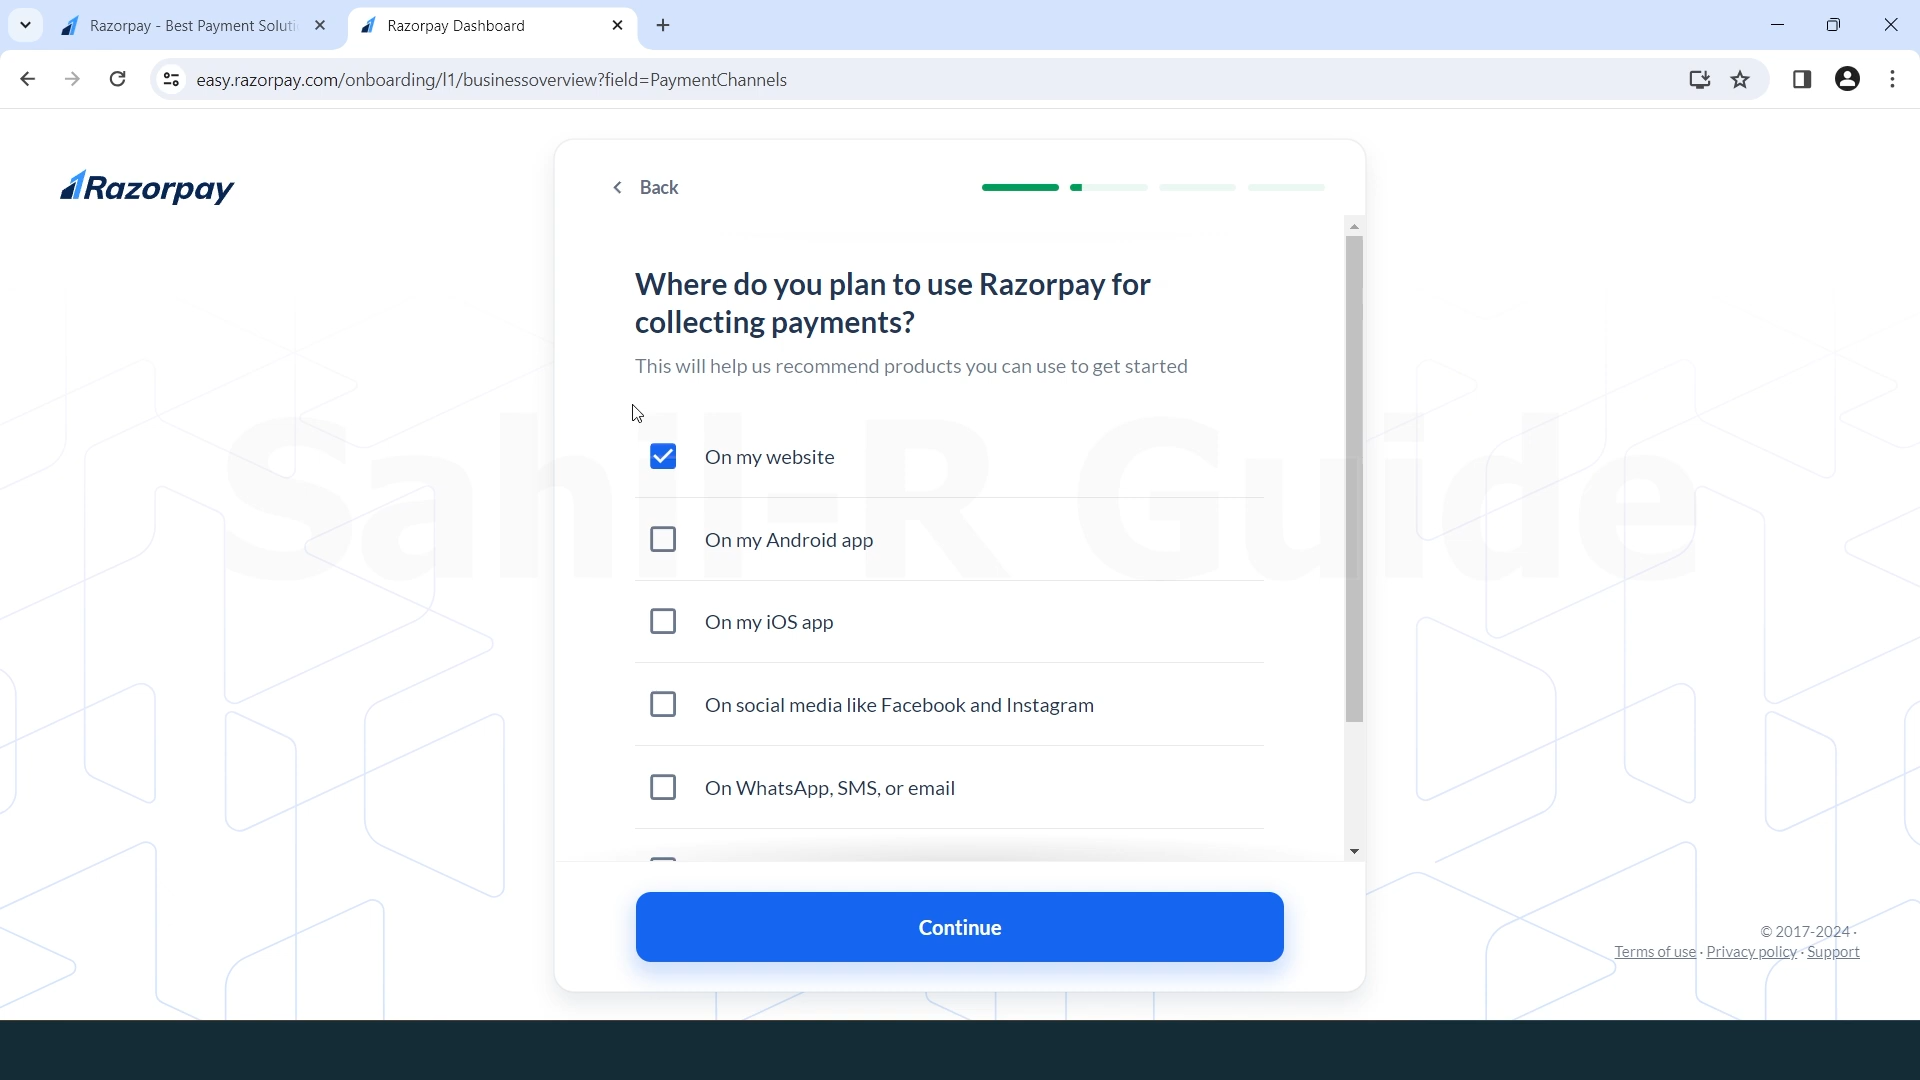 Razorpay - Best Payment Soluti
Razorpay Dashboard
easy.razorpay.com/onboarding/l1/businessoverview?field=PaymentChannels
Razorpay
Back
Where do you plan to use Razorpay for
collecting payments?
This will help us recommend products you can use to get started
Sahil-R Guide
On my website
On my Android app
On my iOS app
On social media like Facebook and Instagram
On WhatsApp, SMS, or email
Continue
© 2017-2024 ·
Terms of use · Privacy policy · Support